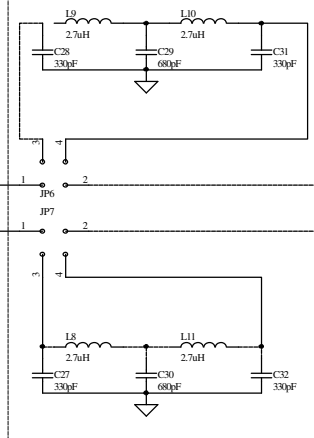 L9 L10
2.7uH 2.7uH
C28 C29 C31
330pF 680pF 330pF
3 4
1 2
JP6
JP7
1 2
3 4
L8 L11
2.7uH 2.7uH
C27 C30 C32
330pF 680pF 330pF